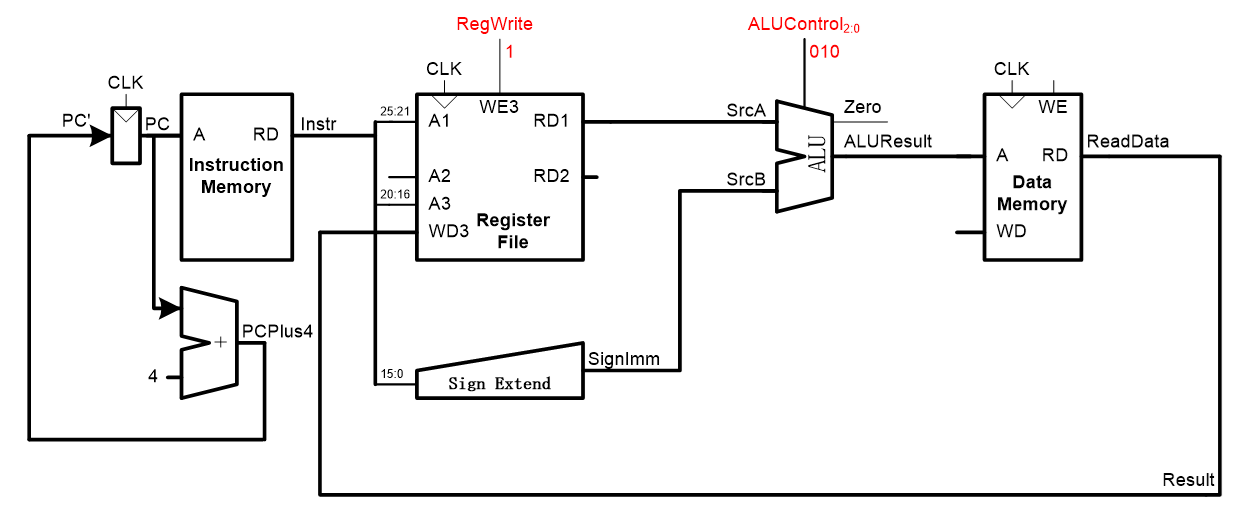 RegWrite
ALUControl2:0
1
010
CLK
CLK
CLK
PC'
PC
A
RD
Instruction
Memory
Instr
25:21
20:16
15:0
WE3
A1
RD1
A2
RD2
A3
WD3
Register
File
SrcA
SrcB
ALU
Zero
ALUResult
WE
A
RD
Data
Memory
WD
ReadData
+
PCPlus4
4
SignImm
Sign Extend
Result